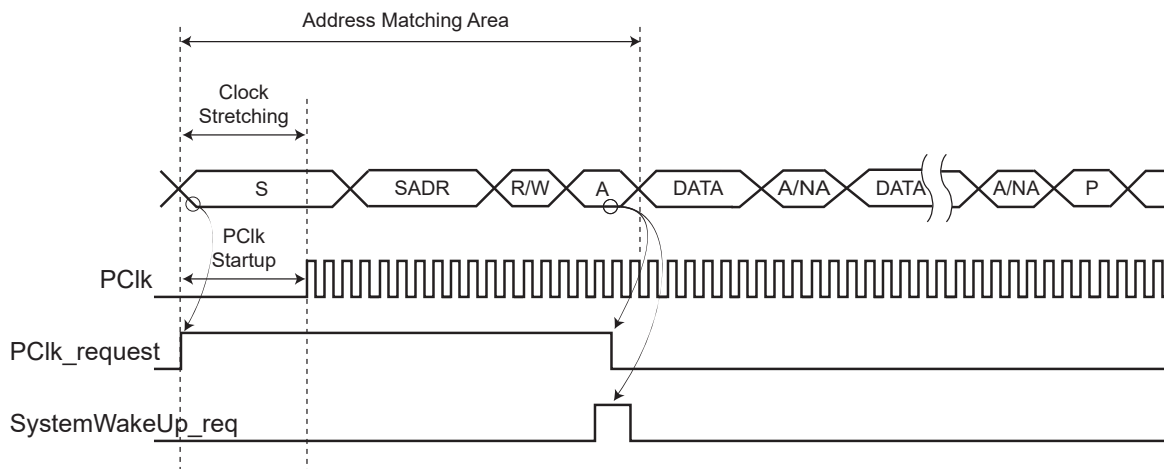 Address Matching Area
Clock
Stretching
S
SADR
R/W
A
DATA
A/NA
DATA
A/NA
P
PClk
Startup
PClk
PClk_request
SystemWakeUp_req